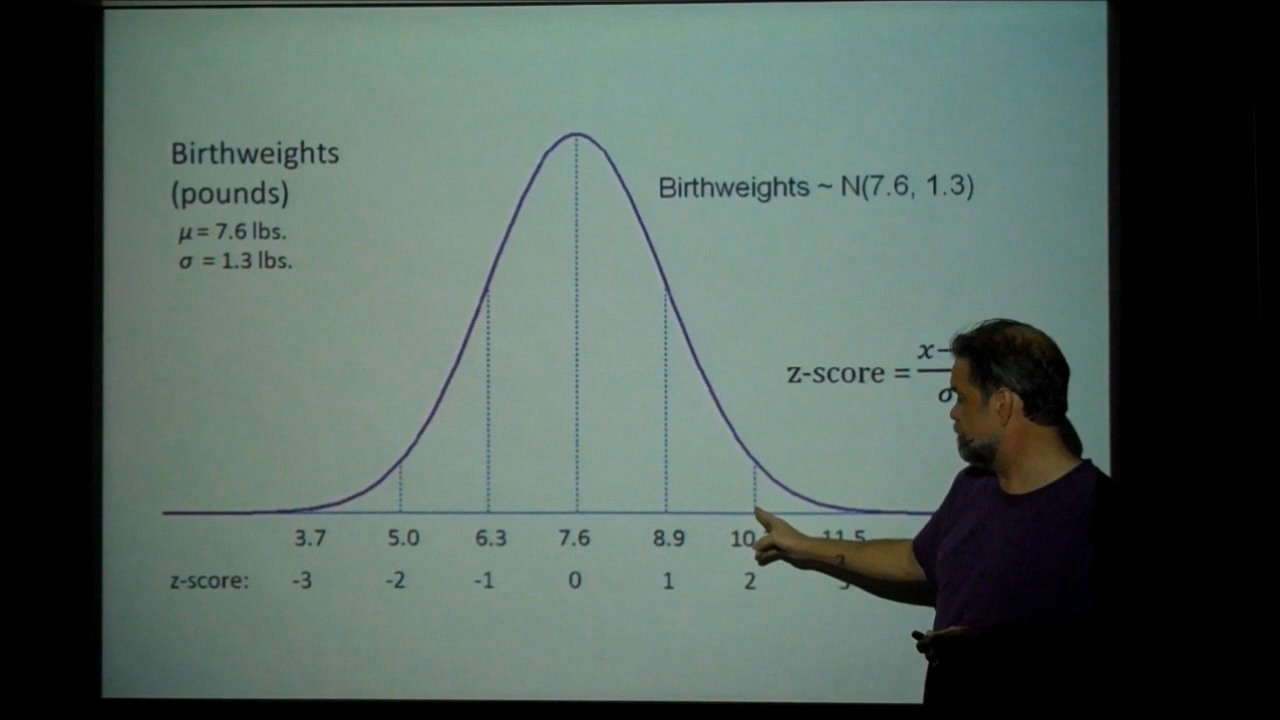 Birthweights
(pounds)
μ = 7.6 lbs.
σ = 1.3 lbs.
Birthweights ~ N(7.6, 1.3)
z-score = x–
σ
3.7 5.0 6.3 7.6 8.9 10. 11.5
z-score: -3 -2 -1 0 1 2 3